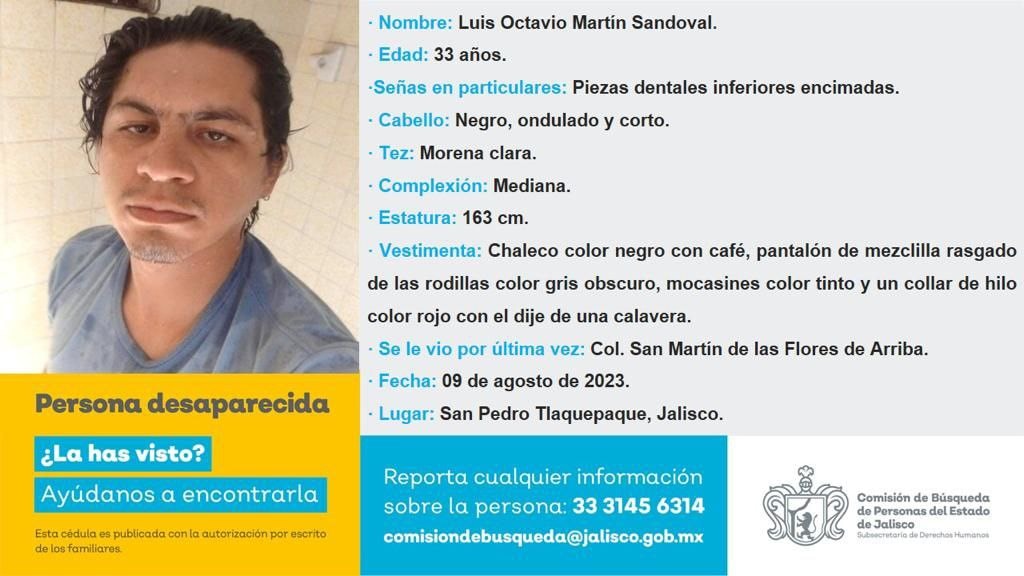 · Nombre: Luis Octavio Martín Sandoval.
· Edad: 33 años.
·Señas en particulares: Piezas dentales inferiores encimadas.
· Cabello: Negro, ondulado y corto.
· Tez: Morena clara.
· Complexión: Mediana.
· Estatura: 163 cm.
· Vestimenta: Chaleco color negro con café, pantalón de mezclilla rasgado
de las rodillas color gris obscuro, mocasines color tinto y un collar de hilo
color rojo con el dije de una calavera.
· Se le vio por última vez: Col. San Martín de las Flores de Arriba.
· Fecha: 09 de agosto de 2023.
· Lugar: San Pedro Tlaquepaque, Jalisco.
Persona desaparecida
¿La has visto?
Ayúdanos a encontrarla
Esta cédula es publicada con la autorización por escrito
de los familiares.
Reporta cualquier información
sobre la persona: 33 3145 6314
comisiondebusqueda@jalisco.gob.mx
Comisión de Búsqueda
de Personas del Estado
de Jalisco
Subsecretaría de Derechos Humanos